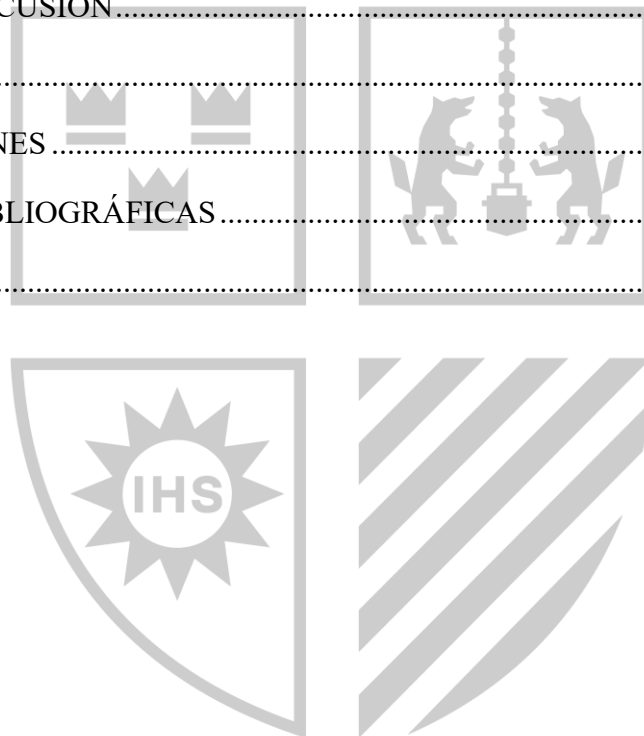 CUSIÓN.......................................................................
...................................................................................
NES...............................................................................
BLIOGRÁFICAS........................................................
...................................................................................
IHS